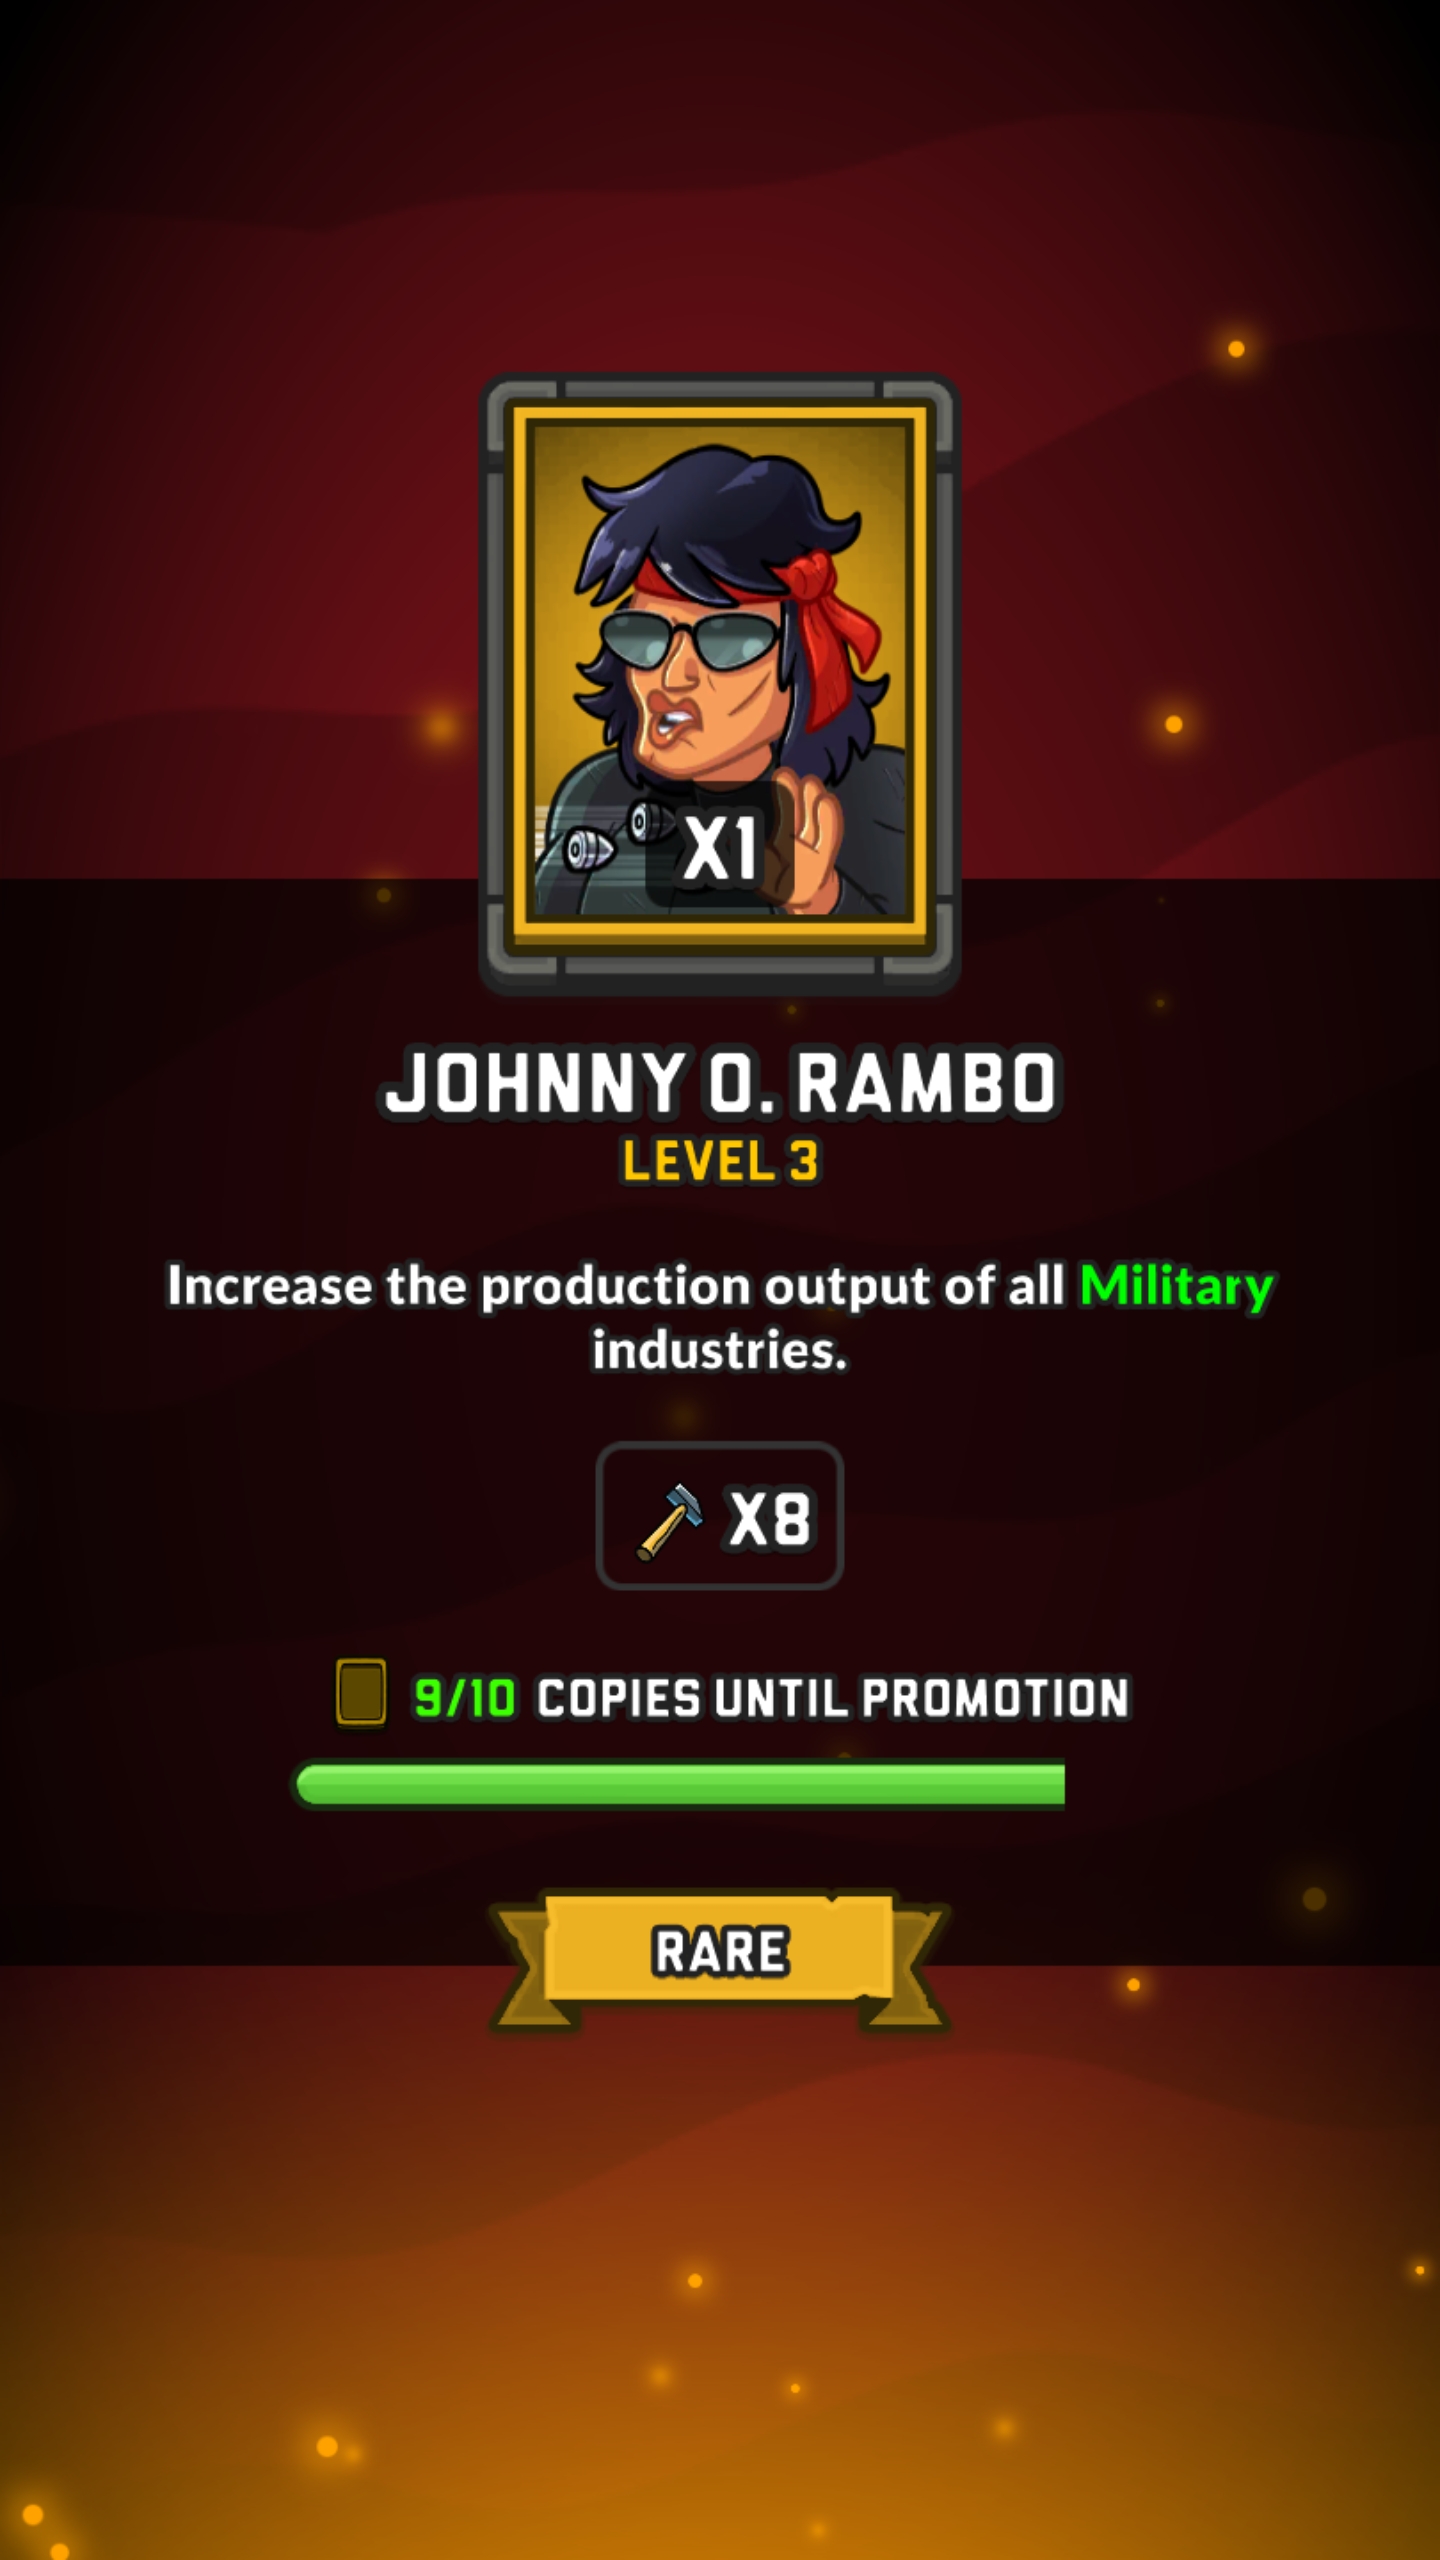 X1
JOHNNY O. RAMBO
LEVEL 3
Increase the production output of all Military
industries.
X8
9/10 COPIES UNTIL PROMOTION
RARE